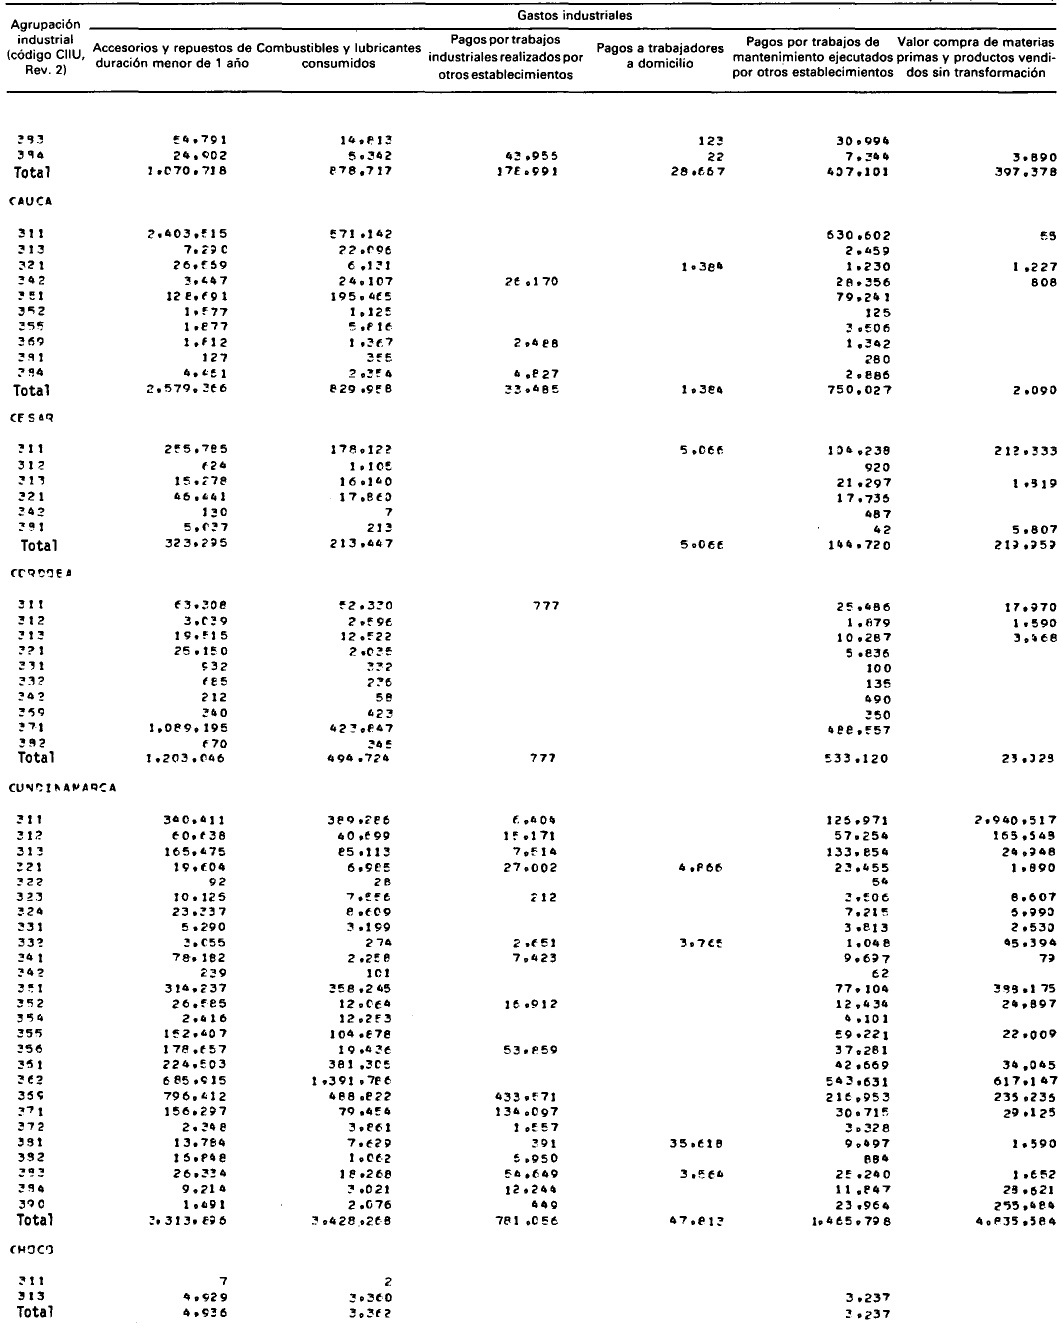 Agrupación industrial (código CIIU, Rev. 2) Gastos industriales
Accesorios y repuestos de duración menor de 1 año Combustibles y lubricantes consumidos Pagos por trabajos industriales realizados por otros establecimientos Pagos a trabajadores a domicilio Pagos por trabajos de mantenimiento ejecutados por otros establecimientos Valor compra de materias primas y productos vendidos sin transformación
383 54.791 14.813 123 30.994
384 24.902 5.342 43.955 22 7.344 3.890
Total 1.070.718 878.717 178.991 28.667 407.101 397.378
CAUCA
311 2.403.515 571.142 630.602 55
313 7.290 22.096 2.459
321 26.559 6.131 1.384 1.230 1.227
342 3.447 24.107 26.170 28.356 808
351 128.691 195.465 79.241
352 1.577 1.125 125
355 1.877 5.816 3.506
369 1.612 1.367 2.488 1.342
381 127 355 280
384 4.451 2.354 4.827 2.886
Total 2.579.366 829.958 33.485 1.384 750.027 2.090
CESAR
311 255.785 178.122 5.066 104.238 212.333
312 624 1.105 920
313 15.278 16.140 21.297 1.819
321 46.441 17.860 17.735
342 130 7 487
381 5.037 213 42 5.807
Total 323.295 213.447 5.066 144.720 219.959
CORDOBA
311 63.308 52.330 777 25.486 17.970
312 3.039 2.596 1.879 1.590
313 19.515 12.522 10.287 3.468
321 25.150 2.035 5.836
331 932 332 100
332 685 236 135
342 212 58 490
359 340 423 350
371 1.089.195 423.847 488.557
382 670 345
Total 1.203.046 494.724 777 533.120 23.028
CUNDINAMARCA
311 340.411 389.286 6.404 125.971 2.940.517
312 60.638 40.699 15.171 57.254 165.548
313 165.475 85.113 7.514 133.854 24.948
321 19.604 6.985 27.002 4.866 23.455 1.890
322 92 28 54
323 10.125 7.556 212 3.506 8.607
324 23.337 8.609 7.215 5.990
331 5.290 3.199 3.813 2.530
332 3.055 274 2.651 3.765 1.048 45.394
341 78.182 2.258 7.423 9.697 79
342 239 101 62
351 314.237 358.245 77.104 398.175
352 26.585 12.064 16.912 12.434 24.897
354 2.416 12.253 4.101
355 152.407 104.878 59.221 22.009
356 178.657 19.436 53.859 37.281
361 224.503 381.305 42.669 34.045
362 685.915 1.391.786 543.631 617.147
369 796.412 488.822 433.571 216.953 235.235
371 156.297 79.454 134.097 30.715 29.125
372 2.348 3.861 1.557 3.328
381 13.784 7.629 391 35.618 9.497 1.590
382 15.848 1.062 5.950 884
383 26.334 18.268 54.649 3.564 25.240 1.652
384 9.214 3.021 12.244 11.847 28.621
390 1.491 2.076 449 23.964 255.484
Total 3.313.896 3.428.268 781.056 47.813 1.465.798 4.835.584
CHOCO
311 7 2
313 4.929 3.360 3.237
Total 4.936 3.362 3.237